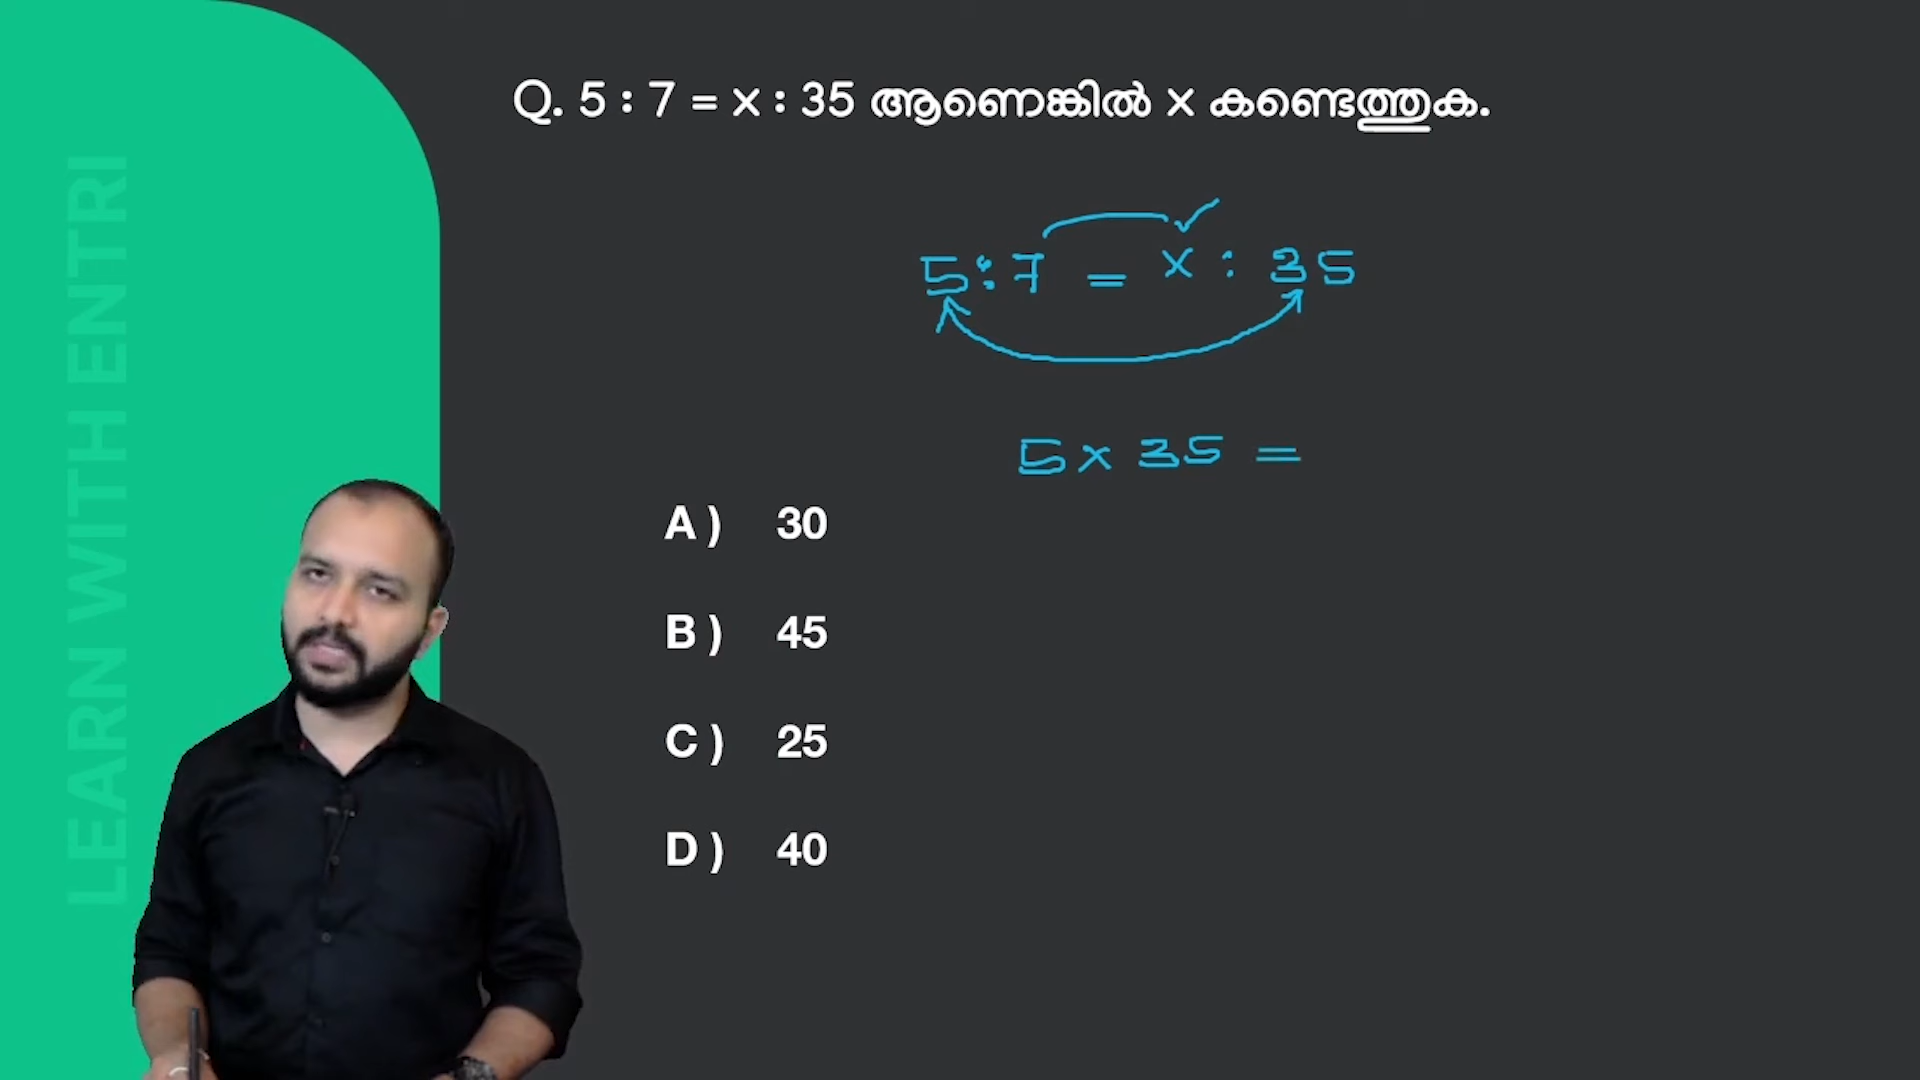 Q. 5 : 7 = x : 35 ആണെങ്കിൽ x കണ്ടെത്തുക.
5:7 = x : 35
5 x 35 =
A ) 30
B ) 45
C ) 25
D ) 40
LEARN WITH ENTRI